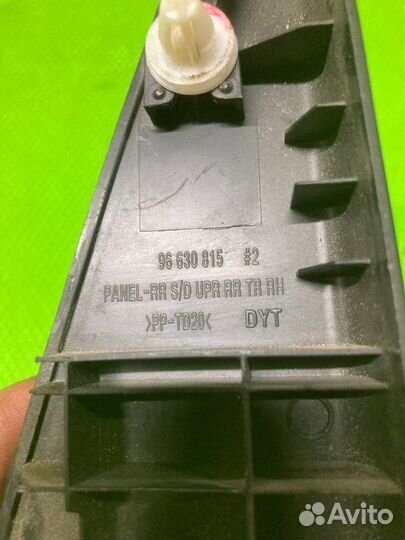 96 630 815 #2
PANEL-RR S/D UPR RR TR RH
>PP-TD20< DYT
Avito